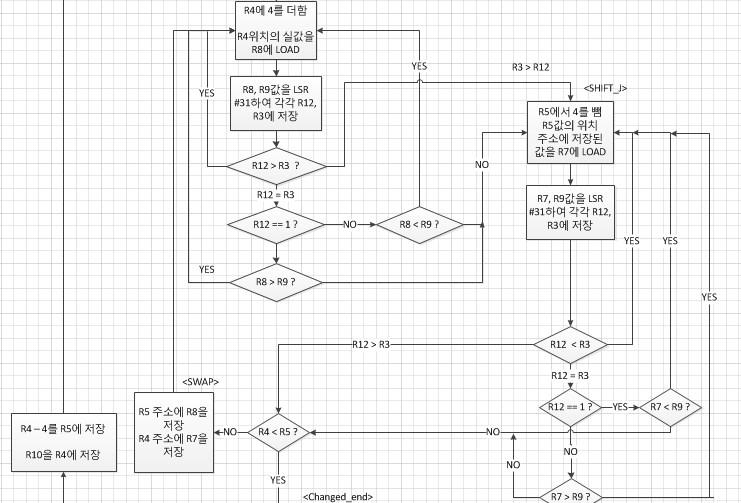 R4에 4를 더함
R4위치의 실값을
R8에 LOAD
YES
YES
R3 > R12
R8, R9값을 LSR
#31하여 각각 R12,
R3에 저장
<SHIFT_J>
R5에서 4를 뺌
R5값의 위치
주소에 저장된
값을 R7에 LOAD
R12 > R3 ?
NO
R12 = R3
R7, R9값을 LSR
#31하여 각각 R12,
R3에 저장
R12 == 1 ?
NO
R8 < R9 ?
YES
YES
YES
R8 > R9 ?
YES
R12 > R3
R12 < R3
R12 = R3
<SWAP>
R5 주소에 R8을
저장
R4 주소에 R7을
저장
R12 == 1 ?
YES
R7 < R9 ?
R4 – 4를 R5에 저장
R10을 R4에 저장
NO
R4 < R5 ?
NO
NO
NO
YES
<Changed_end>
R7 > R9 ?